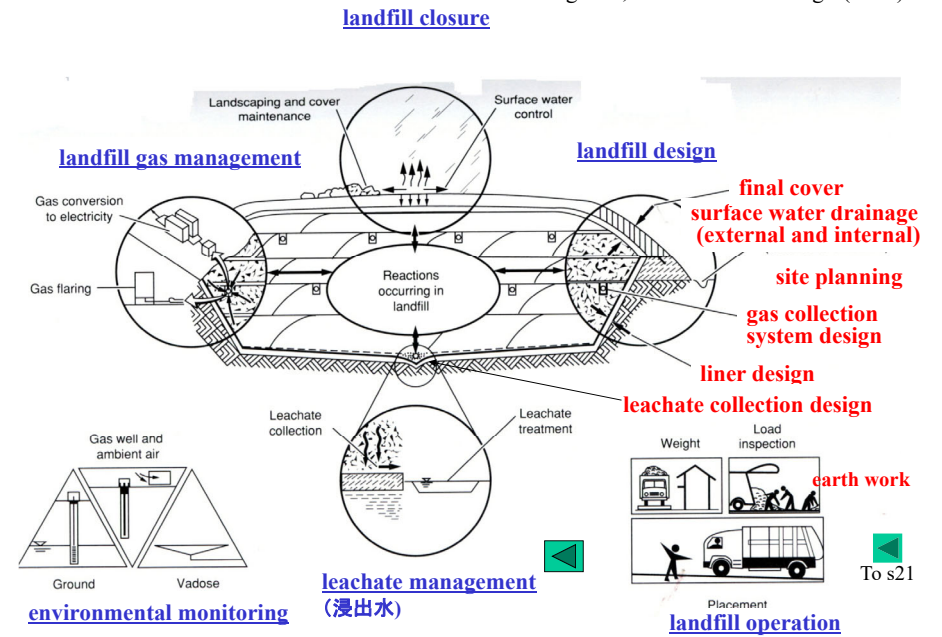 landfill closure
Landscaping and cover
maintenance
Surface water
control
landfill gas management
landfill design
final cover
surface water drainage
(external and internal)
Gas conversion
to electricity
site planning
Gas flaring
Reactions
occurring in
landfill
gas collection
system design
liner design
leachate collection design
Leachate
collection
Leachate
treatment
Gas well and
ambient air
Weight
Load
inspection
earth work
Ground
Vadose
leachate management
(浸出水)
To s21
environmental monitoring
Placement
landfill operation